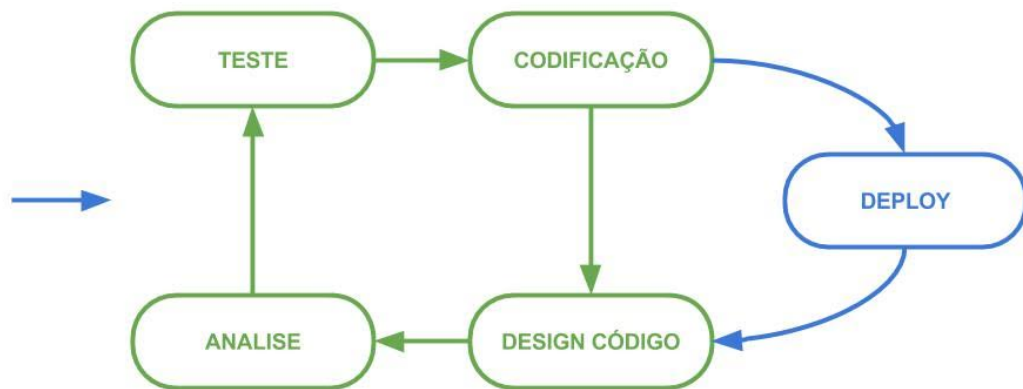 TESTE
CODIFICAÇÃO
DEPLOY
ANALISE
DESIGN CÓDIGO